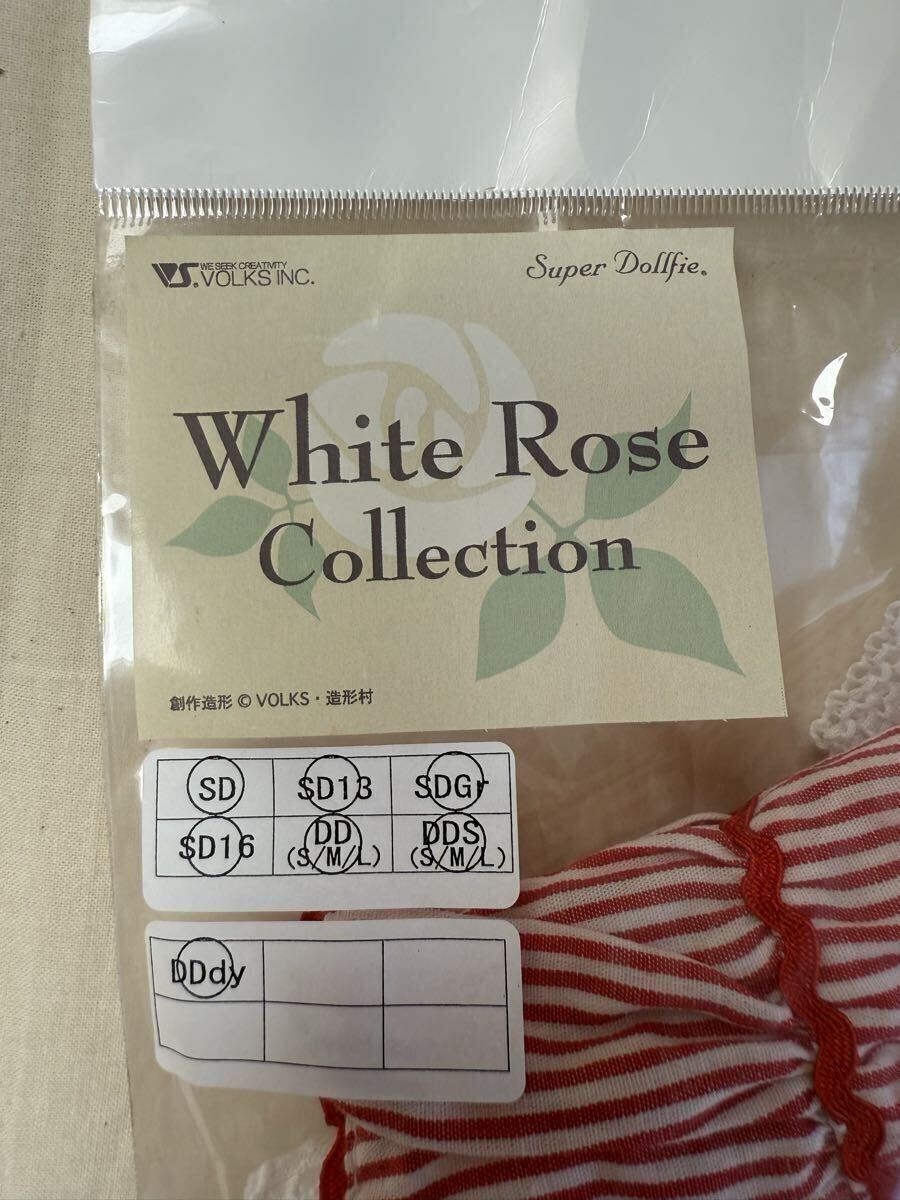 WE SEEK CREATIVITY
VS. VOLKS INC.
Super Dollfie®
White Rose
Collection
創作造形 © VOLKS・造形村
SD SD13 SDGr
SD16 DD DDS
(S/M/L) (S/M/L)
DDdy